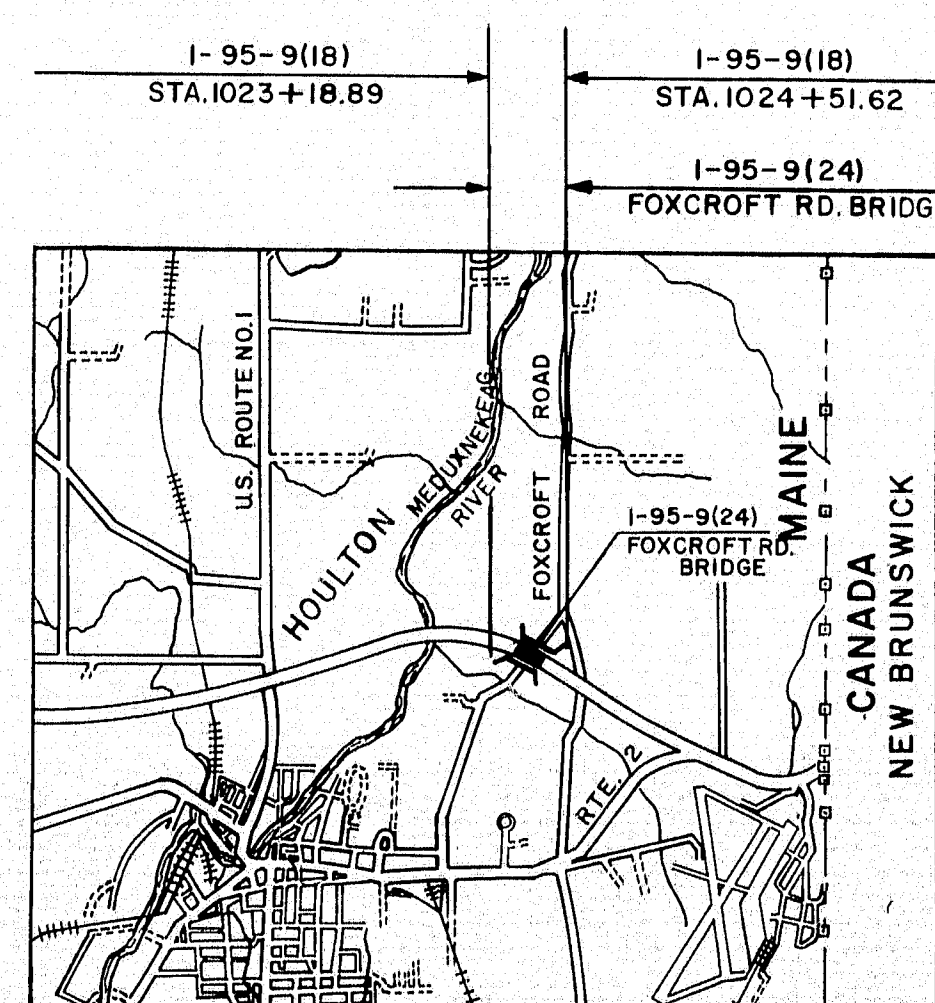 I-95-9(18)
STA.1023+18.89
I-95-9(18)
STA.1024+51.62
I-95-9(24)
FOXCROFT RD. BRIDG
U.S. ROUTE NO.1
HOULTON
MEDUXNEKEAG
RIVER
FOXCROFT ROAD
I-95-9(24)
FOXCROFT RD.
BRIDGE
MAINE
CANADA
NEW BRUNSWICK
RTE. 2